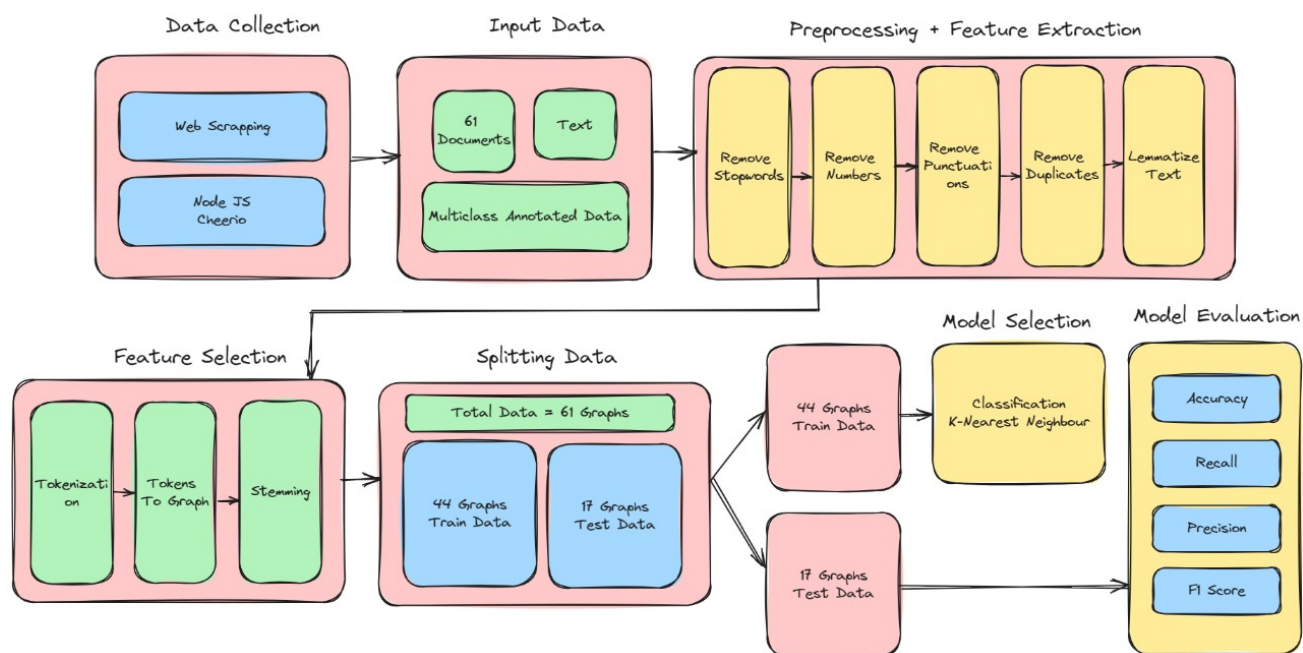 Data Collection
Input Data
Preprocessing + Feature Extraction
Web Scrapping
Node JS
Cheerio
61
Documents
Text
Multiclass Annotated Data
Remove
Stopwords
Remove
Numbers
Remove
Punctuati
ons
Remove
Duplicates
Lemmatize
Text
Feature Selection
Splitting Data
Model Selection
Model Evaluation
Tokenizati
on
Tokens
To Graph
Stemming
Total Data = 61 Graphs
44 Graphs
Train Data
17 Graphs
Test Data
44 Graphs
Train Data
17 Graphs
Test Data
Classification
K-Nearest Neighbour
Accuracy
Recall
Precision
F1 Score